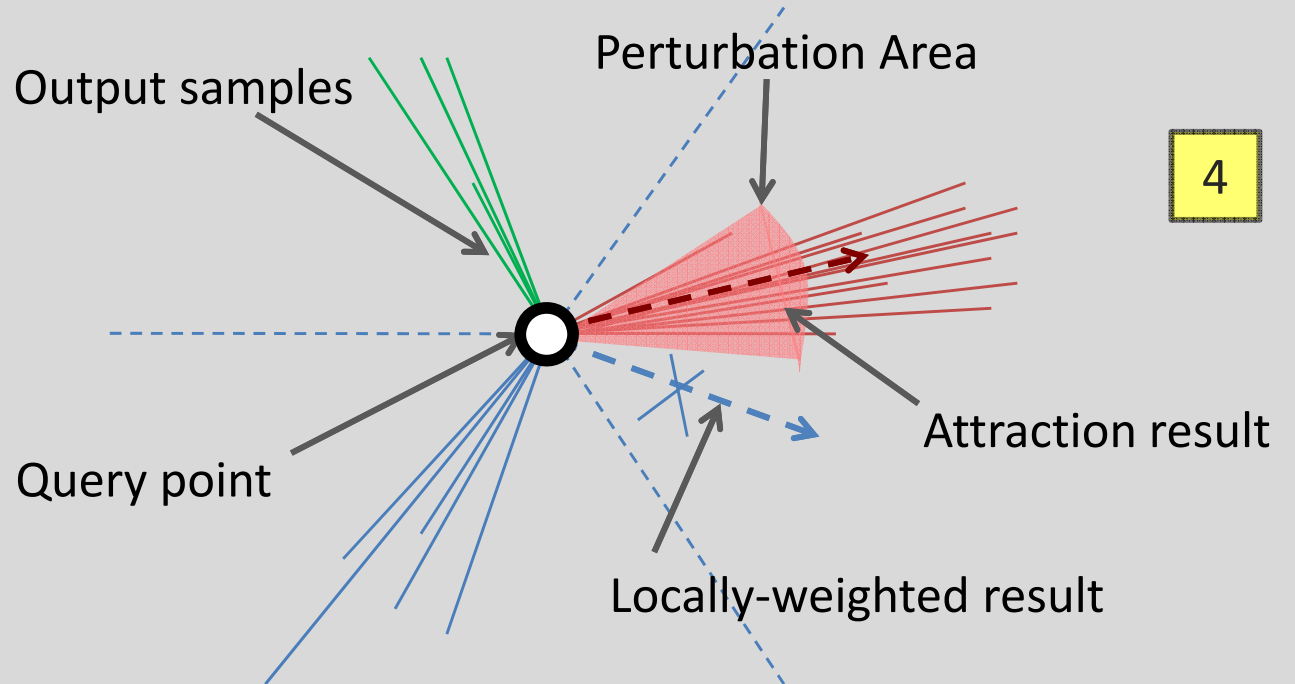 Perturbation Area
Output samples
4
Attraction result
Query point
Locally-weighted result